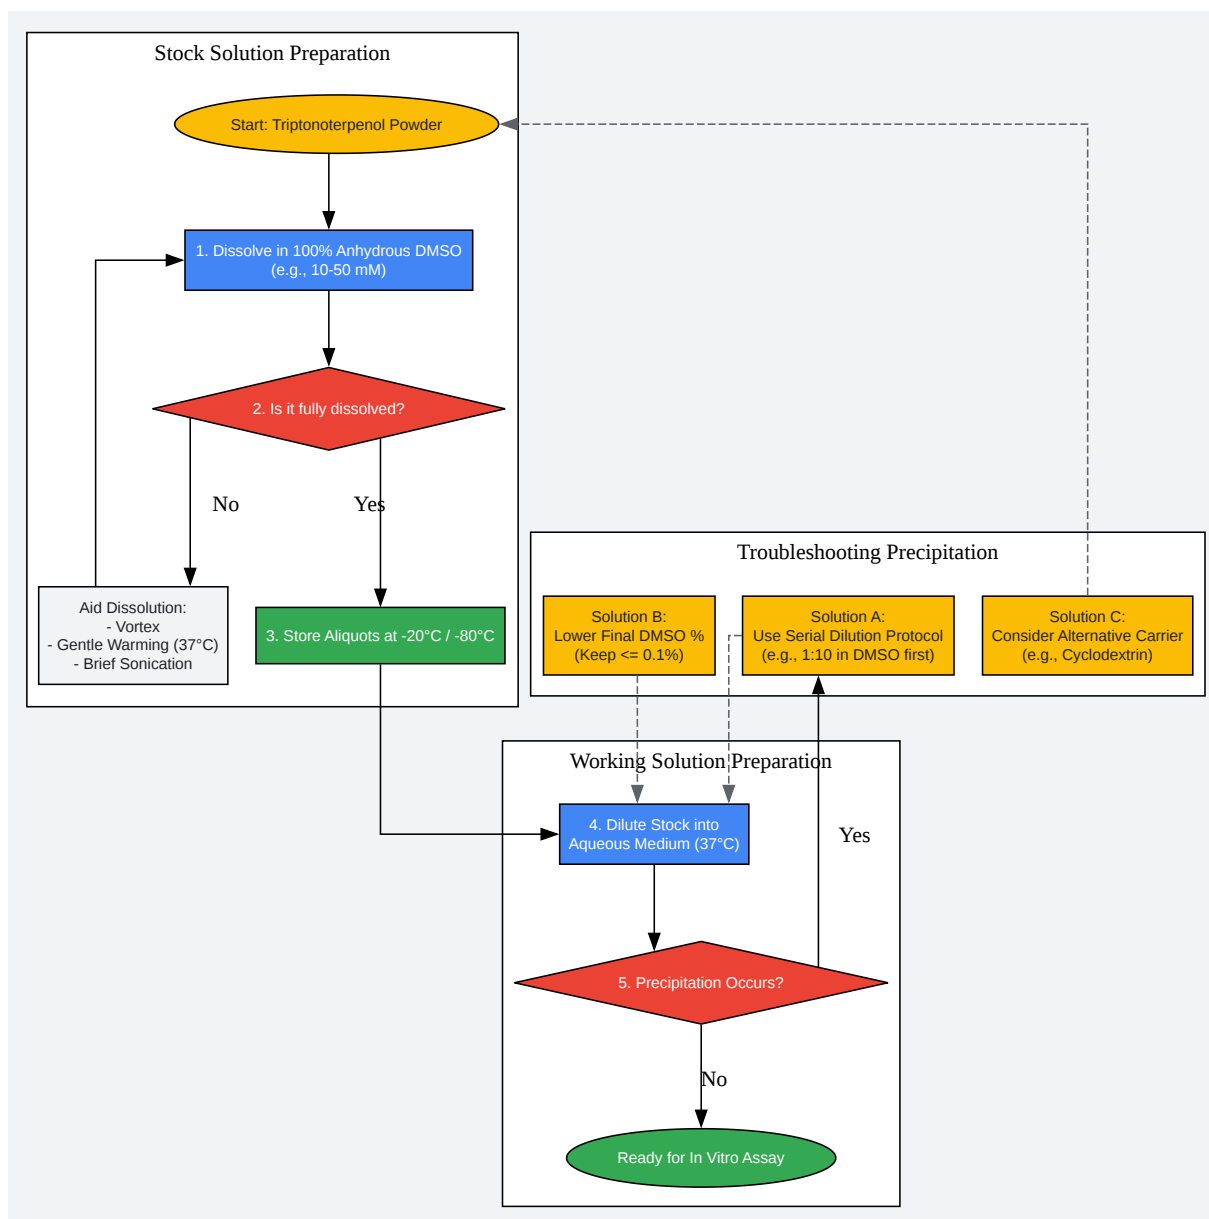 Stock Solution Preparation
Start: Triptonoterpenol Powder
1. Dissolve in 100% Anhydrous DMSO
(e.g., 10-50 mM)
2. Is it fully dissolved?
No
Yes
Aid Dissolution:
- Vortex
- Gentle Warming (37°C)
- Brief Sonication
3. Store Aliquots at -20°C / -80°C
Troubleshooting Precipitation
Solution B:
Lower Final DMSO %
(Keep <= 0.1%)
Solution A:
Use Serial Dilution Protocol
(e.g., 1:10 in DMSO first)
Solution C:
Consider Alternative Carrier
(e.g., Cyclodextrin)
Working Solution Preparation
4. Dilute Stock into
Aqueous Medium (37°C)
Yes
5. Precipitation Occurs?
No
Ready for In Vitro Assay